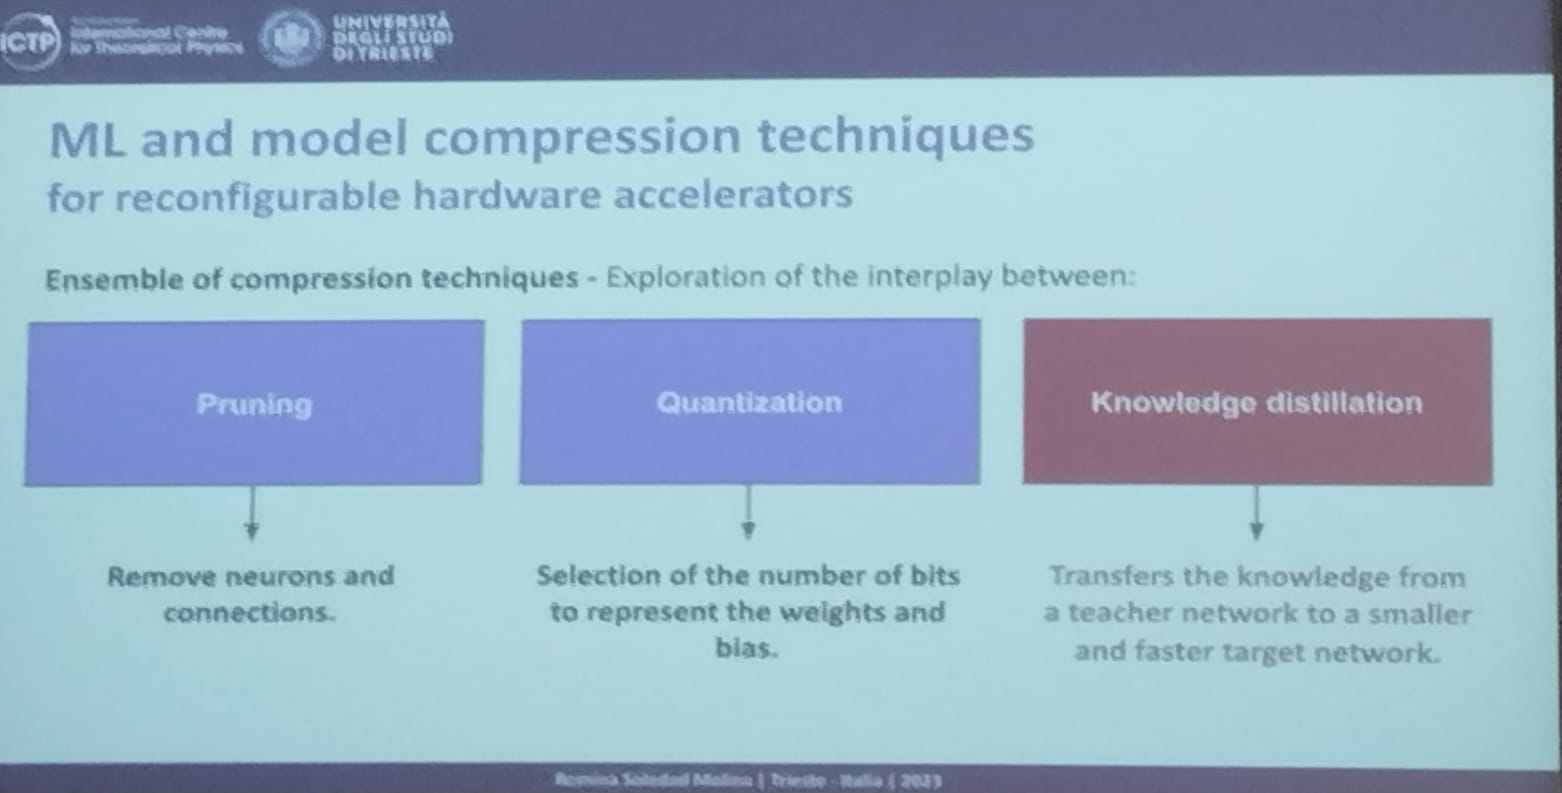 ICTP
International Centre
for Theoretical Physics
UNIVERSITÀ
DEGLI STUDI
DI TRIESTE
ML and model compression techniques
for reconfigurable hardware accelerators
Ensemble of compression techniques - Exploration of the interplay between:
Pruning
Quantization
Knowledge distillation
Remove neurons and
connections.
Selection of the number of bits
to represent the weights and
bias.
Transfers the knowledge from
a teacher network to a smaller
and faster target network.
Romina Soledad Molina | Trieste - Italia | 2023